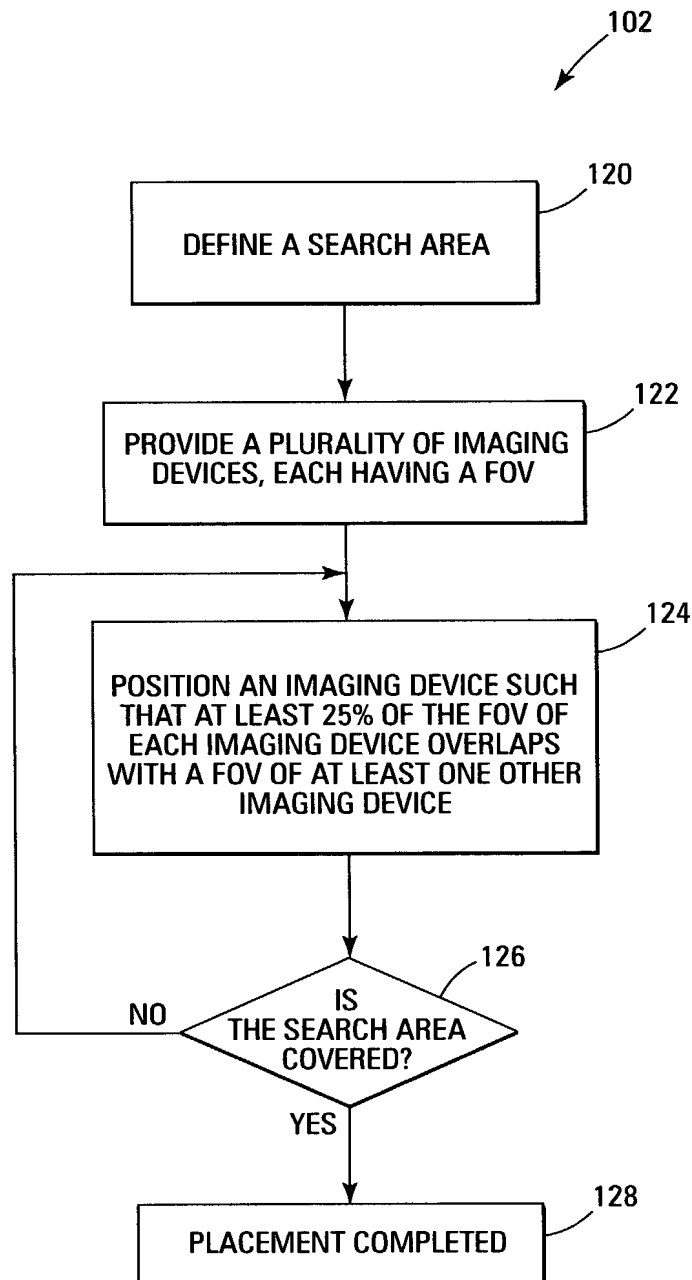 102
120
DEFINE A SEARCH AREA
122
PROVIDE A PLURALITY OF IMAGING
DEVICES, EACH HAVING A FOV
124
POSITION AN IMAGING DEVICE SUCH
THAT AT LEAST 25% OF THE FOV OF
EACH IMAGING DEVICE OVERLAPS
WITH A FOV OF AT LEAST ONE OTHER
IMAGING DEVICE
126
IS
THE SEARCH AREA
COVERED?
NO
YES
128
PLACEMENT COMPLETED